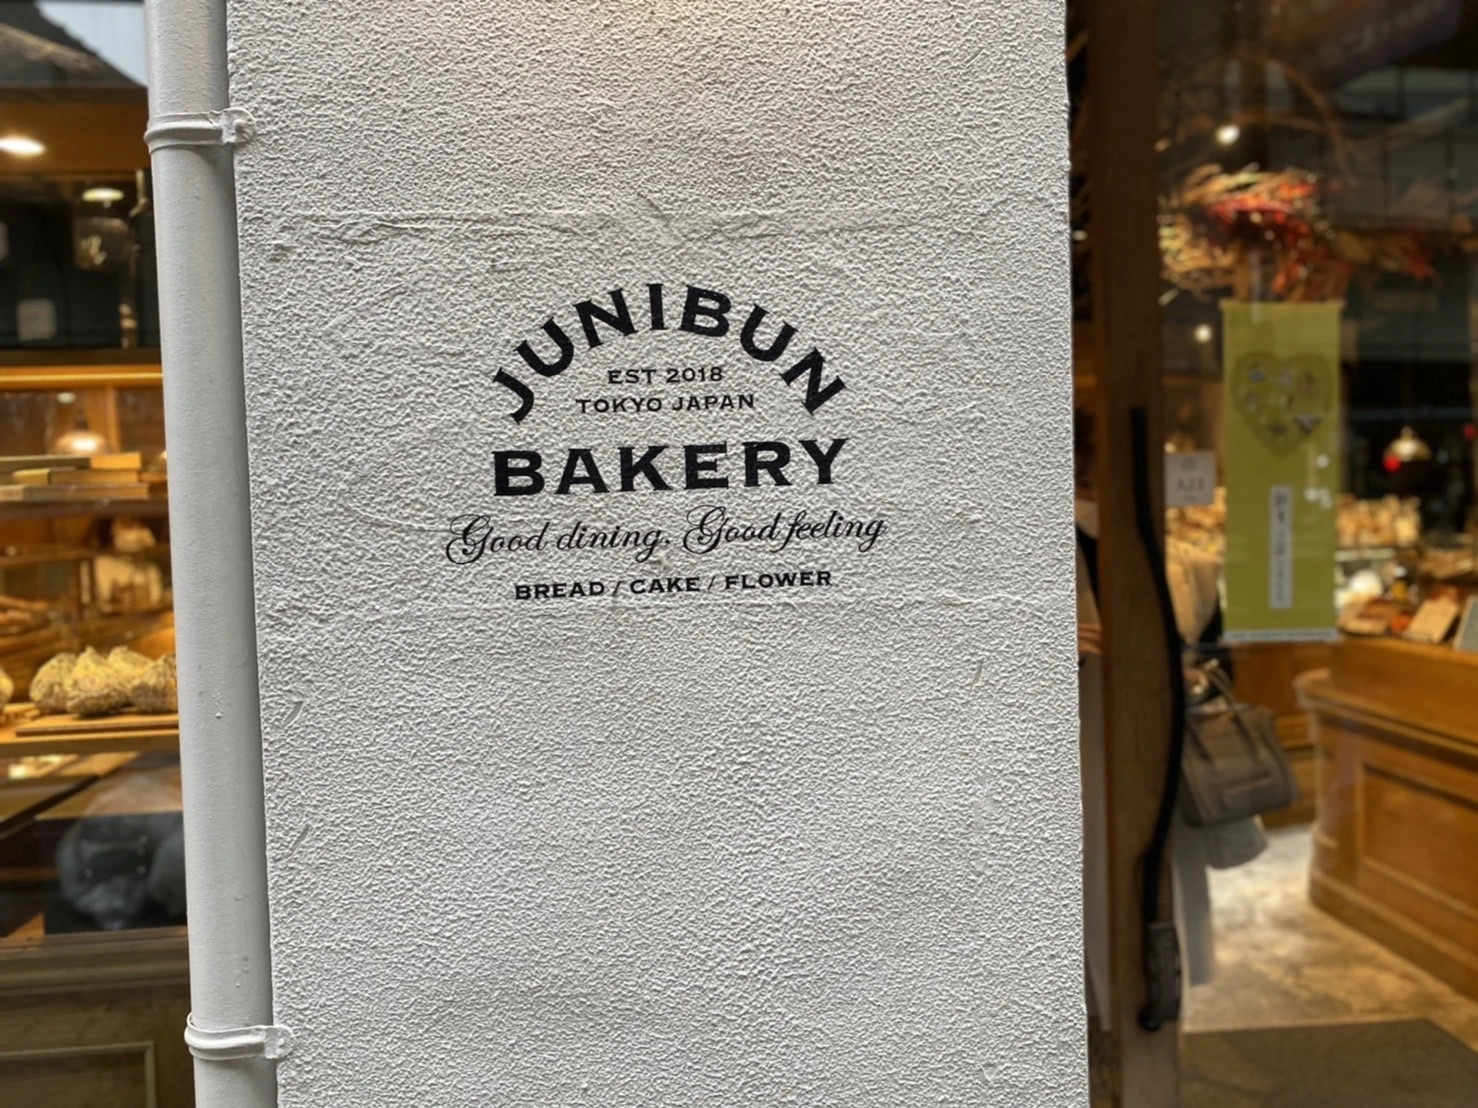 JUNIBUN
EST 2018
TOKYO JAPAN
BAKERY
Good dining, Good feeling
BREAD / CAKE / FLOWER